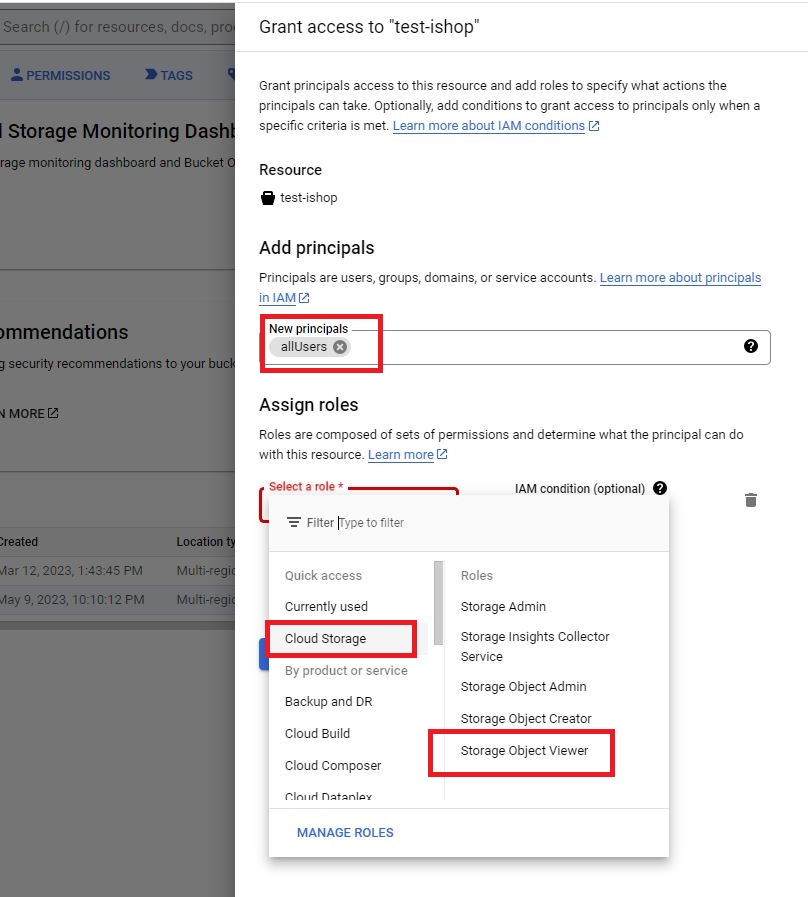 Search (/) for resources, docs, pro
PERMISSIONS
TAGS
l Storage Monitoring Dashb
rage monitoring dashboard and Bucket O
ommendations
g security recommendations to your buck
N MORE
Created
Location ty
Mar 12, 2023, 1:43:45 PM
Multi-regio
May 9, 2023, 10:10:12 PM
Multi-regio
Grant access to "test-ishop"
Grant principals access to this resource and add roles to specify what actions the
principals can take. Optionally, add conditions to grant access to principals only when a
specific criteria is met. Learn more about IAM conditions
Resource
test-ishop
Add principals
Principals are users, groups, domains, or service accounts. Learn more about principals
in IAM
New principals
allUsers
Assign roles
Roles are composed of sets of permissions and determine what the principal can do
with this resource. Learn more
Select a role *
IAM condition (optional)
Filter Type to filter
Quick access
Currently used
Cloud Storage
By product or service
Backup and DR
Cloud Build
Cloud Composer
Cloud Dataplex
Roles
Storage Admin
Storage Insights Collector
Service
Storage Object Admin
Storage Object Creator
Storage Object Viewer
MANAGE ROLES